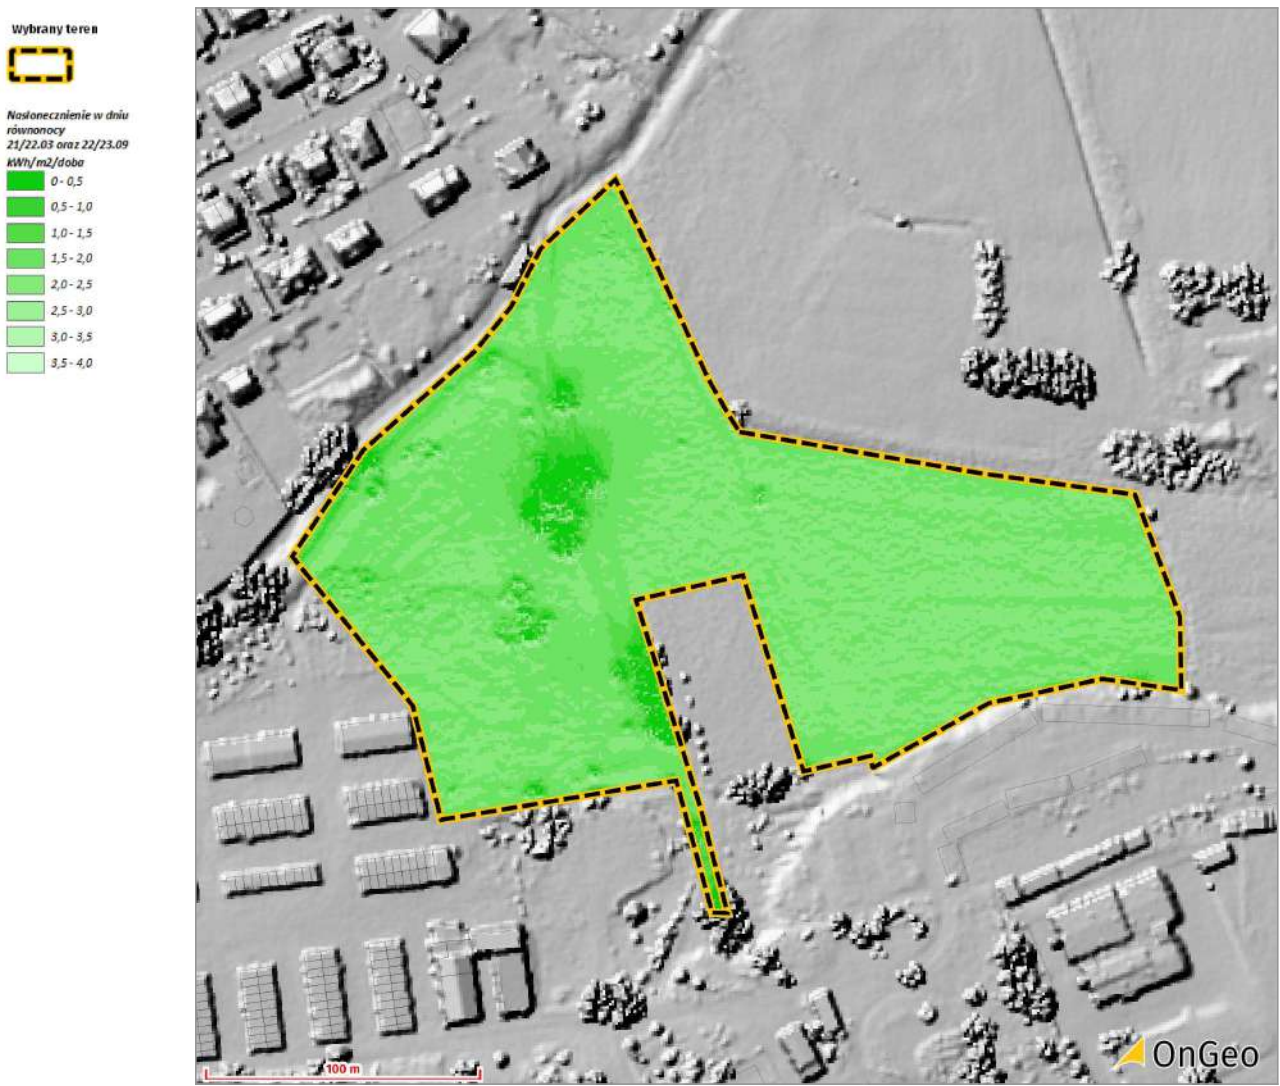 Wybrany teren
Nasłonecznienie w dniu
równonocy
21/22.03 oraz 22/23.09
kWh/m2/doba
0 - 0,5
0,5 - 1,0
1,0 - 1,5
1,5 - 2,0
2,0 - 2,5
2,5 - 3,0
3,0 - 3,5
3,5 - 4,0
100 m
OnGeo